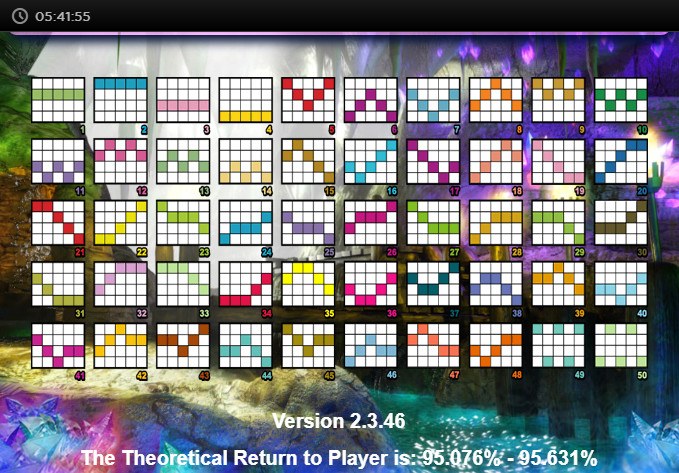 05:41:55
1 2 3 4 5 6 7 8 9 10
11 12 13 14 15 16 17 18 19 20
21 22 23 24 25 26 27 28 29 30
31 32 33 34 35 36 37 38 39 40
41 42 43 44 45 46 47 48 49 50
Version 2.3.46
The Theoretical Return to Player is: 95.076% - 95.631%